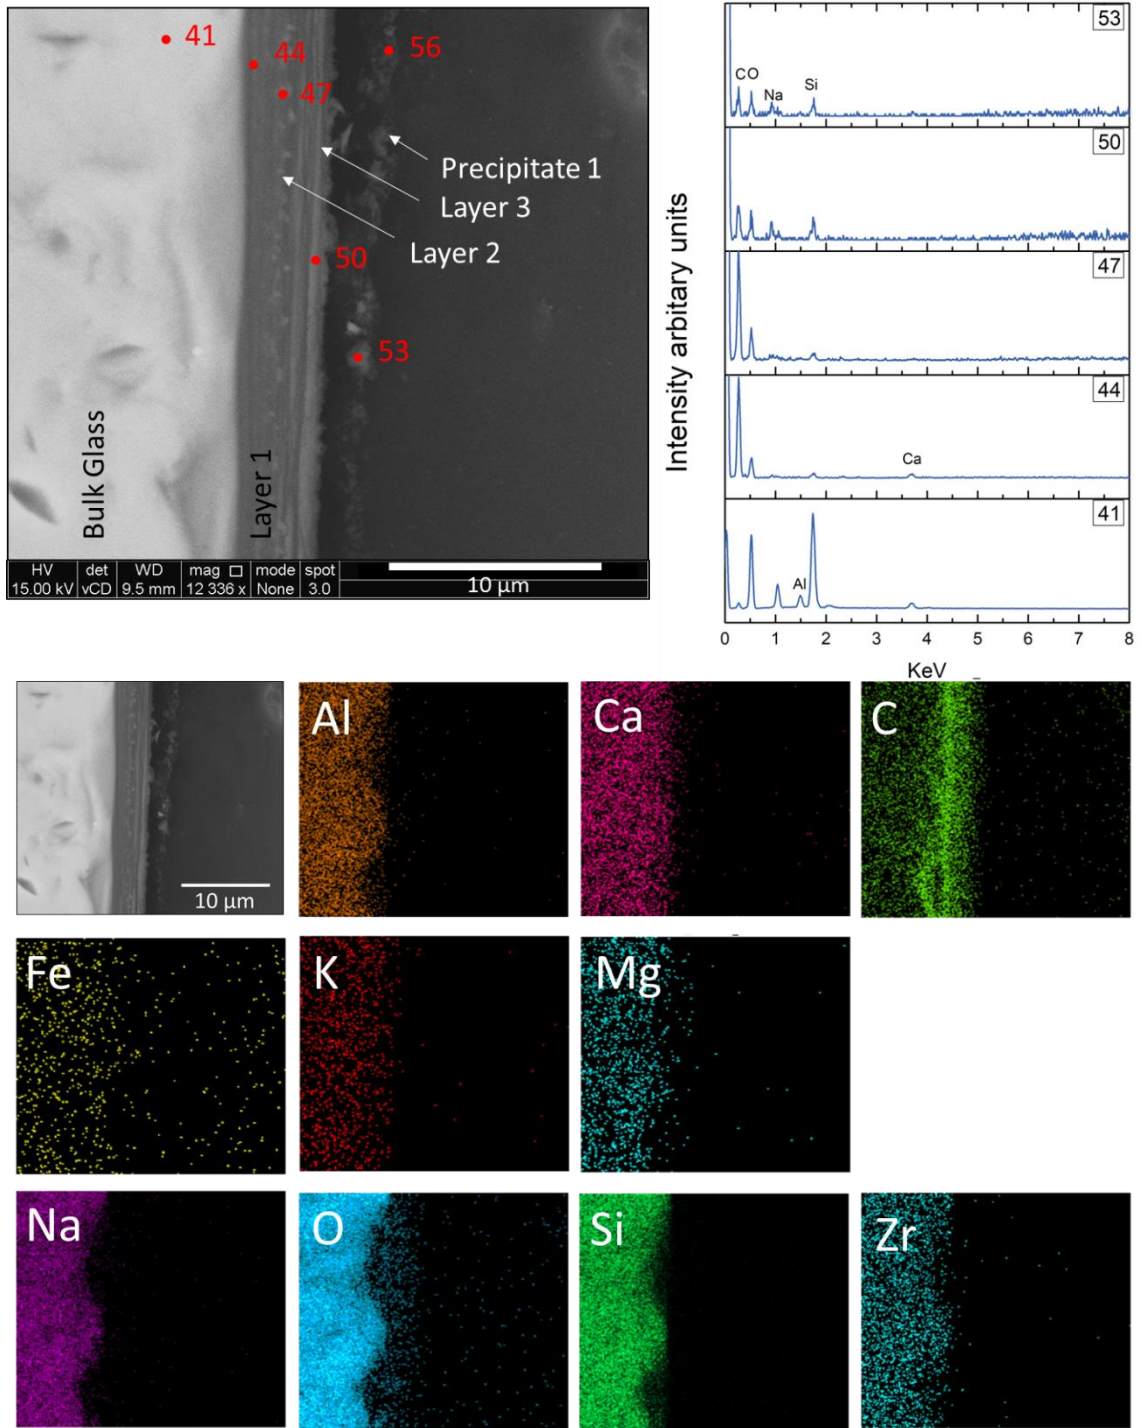 41
44
47
56
Precipitate 1
Layer 3
Layer 2
50
53
Bulk Glass
Layer 1
HV det WD mag mode spot
15.00 kV vCD 9.5 mm 12 336 x None 3.0
10 µm
Intensity arbitary units
53
C O Na Si
50
47
44
Ca
41
Al
0 1 2 3 4 5 6 7 8
KeV
10 µm
Al
Ca
C
Fe
K
Mg
Na
O
Si
Zr